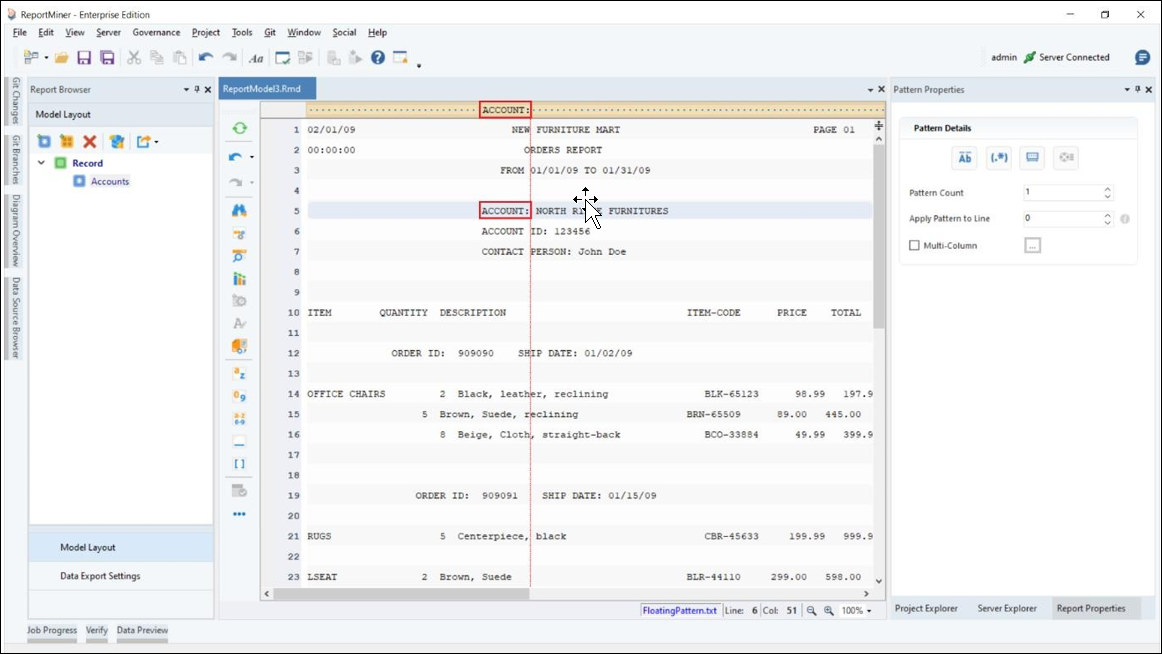 ReportMiner - Enterprise Edition
File Edit View Server Governance Project Tools Git Window Social Help
admin Server Connected
Git Changes
Git Branches
Diagram Overview
Data Source Browser
Report Browser
Model Layout
Record
Accounts
Model Layout
Data Export Settings
ReportModel3.Rmd
ACCOUNT:
1 02/01/09 NEW FURNITURE MART PAGE 01
2 00:00:00 ORDERS REPORT
3 FROM 01/01/09 TO 01/31/09
4
5 ACCOUNT: NORTH FURNITURES
6 ACCOUNT ID: 123456
7 CONTACT PERSON: John Doe
8
9
10 ITEM QUANTITY DESCRIPTION ITEM-CODE PRICE TOTAL
11
12 ORDER ID: 909090 SHIP DATE: 01/02/09
13
14 OFFICE CHAIRS 2 Black, leather, reclining BLK-65123 98.99 197.9
15 5 Brown, Suede, reclining BRN-65509 89.00 445.00
16 8 Beige, Cloth, straight-back BCO-33884 49.99 399.9
17
18
19 ORDER ID: 909091 SHIP DATE: 01/15/09
20
21 RUGS 5 Centerpiece, black CBR-45633 199.99 999.9
22
23 LSEAT 2 Brown, Suede BLR-44110 299.00 598.00
FloatingPattern.txt Line: 6 Col: 51 100%
Pattern Properties
Pattern Details
Pattern Count 1
Apply Pattern to Line 0
Multi-Column ...
Project Explorer Server Explorer Report Properties
Job Progress Verify Data Preview